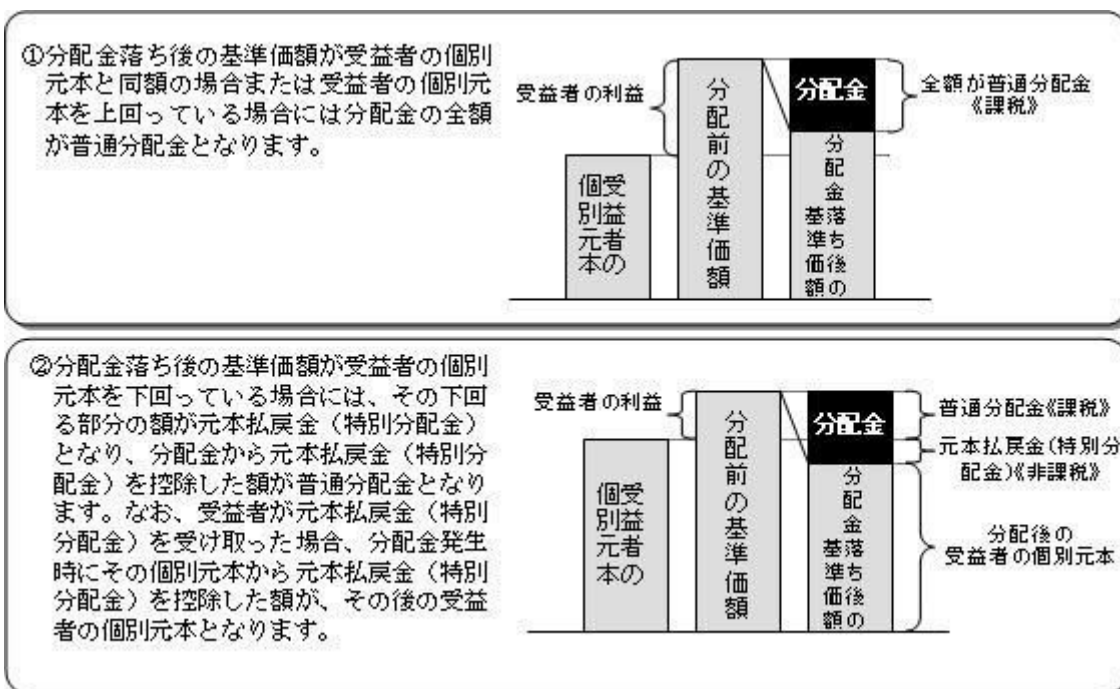 ①分配金落ち後の基準価額が受益者の個別
元本と同額の場合または受益者の個別元
本を上回っている場合には分配金の全額
が普通分配金となります。
受益者の利益
受益者の
個別元本
分配前の基準価額
分配金
分配金落ち後の
基準価額
全額が普通分配金
《課税》
②分配金落ち後の基準価額が受益者の個別
元本を下回っている場合には、その下回
る部分の額が元本払戻金（特別分配金）
となり、分配金から元本払戻金（特別分
配金）を控除した額が普通分配金となり
ます。なお、受益者が元本払戻金（特別
分配金）を受け取った場合、分配金発生
時にその個別元本から元本払戻金（特別
分配金）を控除した額が、その後の受益
者の個別元本となります。
受益者の利益
受益者の
個別元本
分配前の基準価額
分配金
分配金落ち後の
基準価額
普通分配金《課税》
元本払戻金(特別分
配金)《非課税》
分配後の
受益者の個別元本